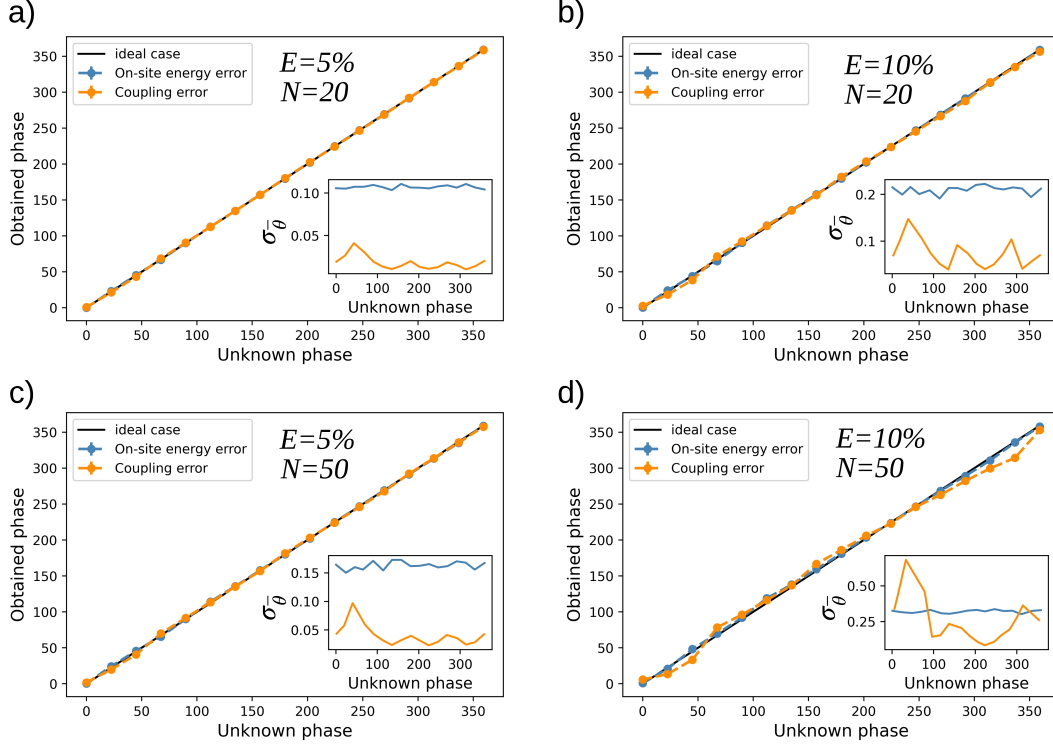 a)
350
300
250
200
150
100
50
0
Obtained phase
ideal case
On-site energy error
Coupling error
E=5%
N=20
0.10
0.05
σθ̄
0 100 200 300
Unknown phase
0 50 100 150 200 250 300 350
Unknown phase
b)
350
300
250
200
150
100
50
0
Obtained phase
ideal case
On-site energy error
Coupling error
E=10%
N=20
0.2
0.1
σθ̄
0 100 200 300
Unknown phase
0 50 100 150 200 250 300 350
Unknown phase
c)
350
300
250
200
150
100
50
0
Obtained phase
ideal case
On-site energy error
Coupling error
E=5%
N=50
0.15
0.10
0.05
σθ̄
0 100 200 300
Unknown phase
0 50 100 150 200 250 300 350
Unknown phase
d)
350
300
250
200
150
100
50
0
Obtained phase
ideal case
On-site energy error
Coupling error
E=10%
N=50
0.50
0.25
σθ̄
0 100 200 300
Unknown phase
0 50 100 150 200 250 300 350
Unknown phase